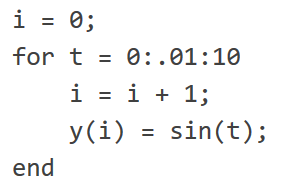 i = 0;
for t = 0:.01:10
    i = i + 1;
    y(i) = sin(t);
end